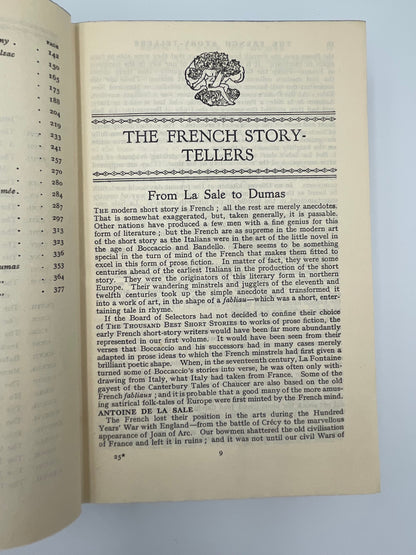 ny .
PAGE
lzac
142
150
165
173
188
204
219
233
241
257
270
277
mée.
280
284
297
313
317
336
umas
353
364
377
THE FRENCH STORY-
TELLERS
From La Sale to Dumas
THE modern short story is French ; all the rest are merely anecdotes.
That is somewhat exaggerated, but, taken generally, it is passable.
Other nations have produced a few men with a fine genius for this
form of literature ; but the French are as supreme in the modern art
of the short story as the Italians were in the art of the little novel in
the age of Boccaccio and Bandello. There seems to be something
special in the turn of mind of the French that makes them fitted to
excel in this form of prose fiction. In matter of fact, they were some
centuries ahead of the earliest Italians in the production of the short
story. They were the originators of this literary form in northern
Europe. Their wandering minstrels and jugglers of the eleventh and
twelfth centuries took up the simple anecdote and transformed it
into a work of art, in the shape of a fabliau—which was a short, enter-
taining tale in rhyme.
If the Board of Selectors had not decided to confine their choice
of THE THOUSAND BEST SHORT STORIES to works of prose fiction, the
early French short-story writers would have been far more abundantly
represented in our first volume. It would have been seen from their
verses that Boccaccio and his successors had in many cases merely
adapted in prose ideas to which the French minstrels had first given a
brilliant poetic shape. When, in the seventeenth century, La Fontaine
turned some of Boccaccio's stories into verse, he was often only with-
drawing from Italy, what Italy had taken from France. Some of the
gayest of the Canterbury Tales of Chaucer are also based on the old
French fabliaux ; and it is probable that a good many of the more amus-
ing satirical folk-tales of Europe were first minted by the French mind.
ANTOINE DE LA SALE
The French lost their position in the arts during the Hundred
Years' War with England—from the battle of Crécy to the marvellous
appearance of Joan of Arc. Our bowmen shattered the old civilisation
of France and left it in ruins ; and it was not until our civil Wars of
25*
9